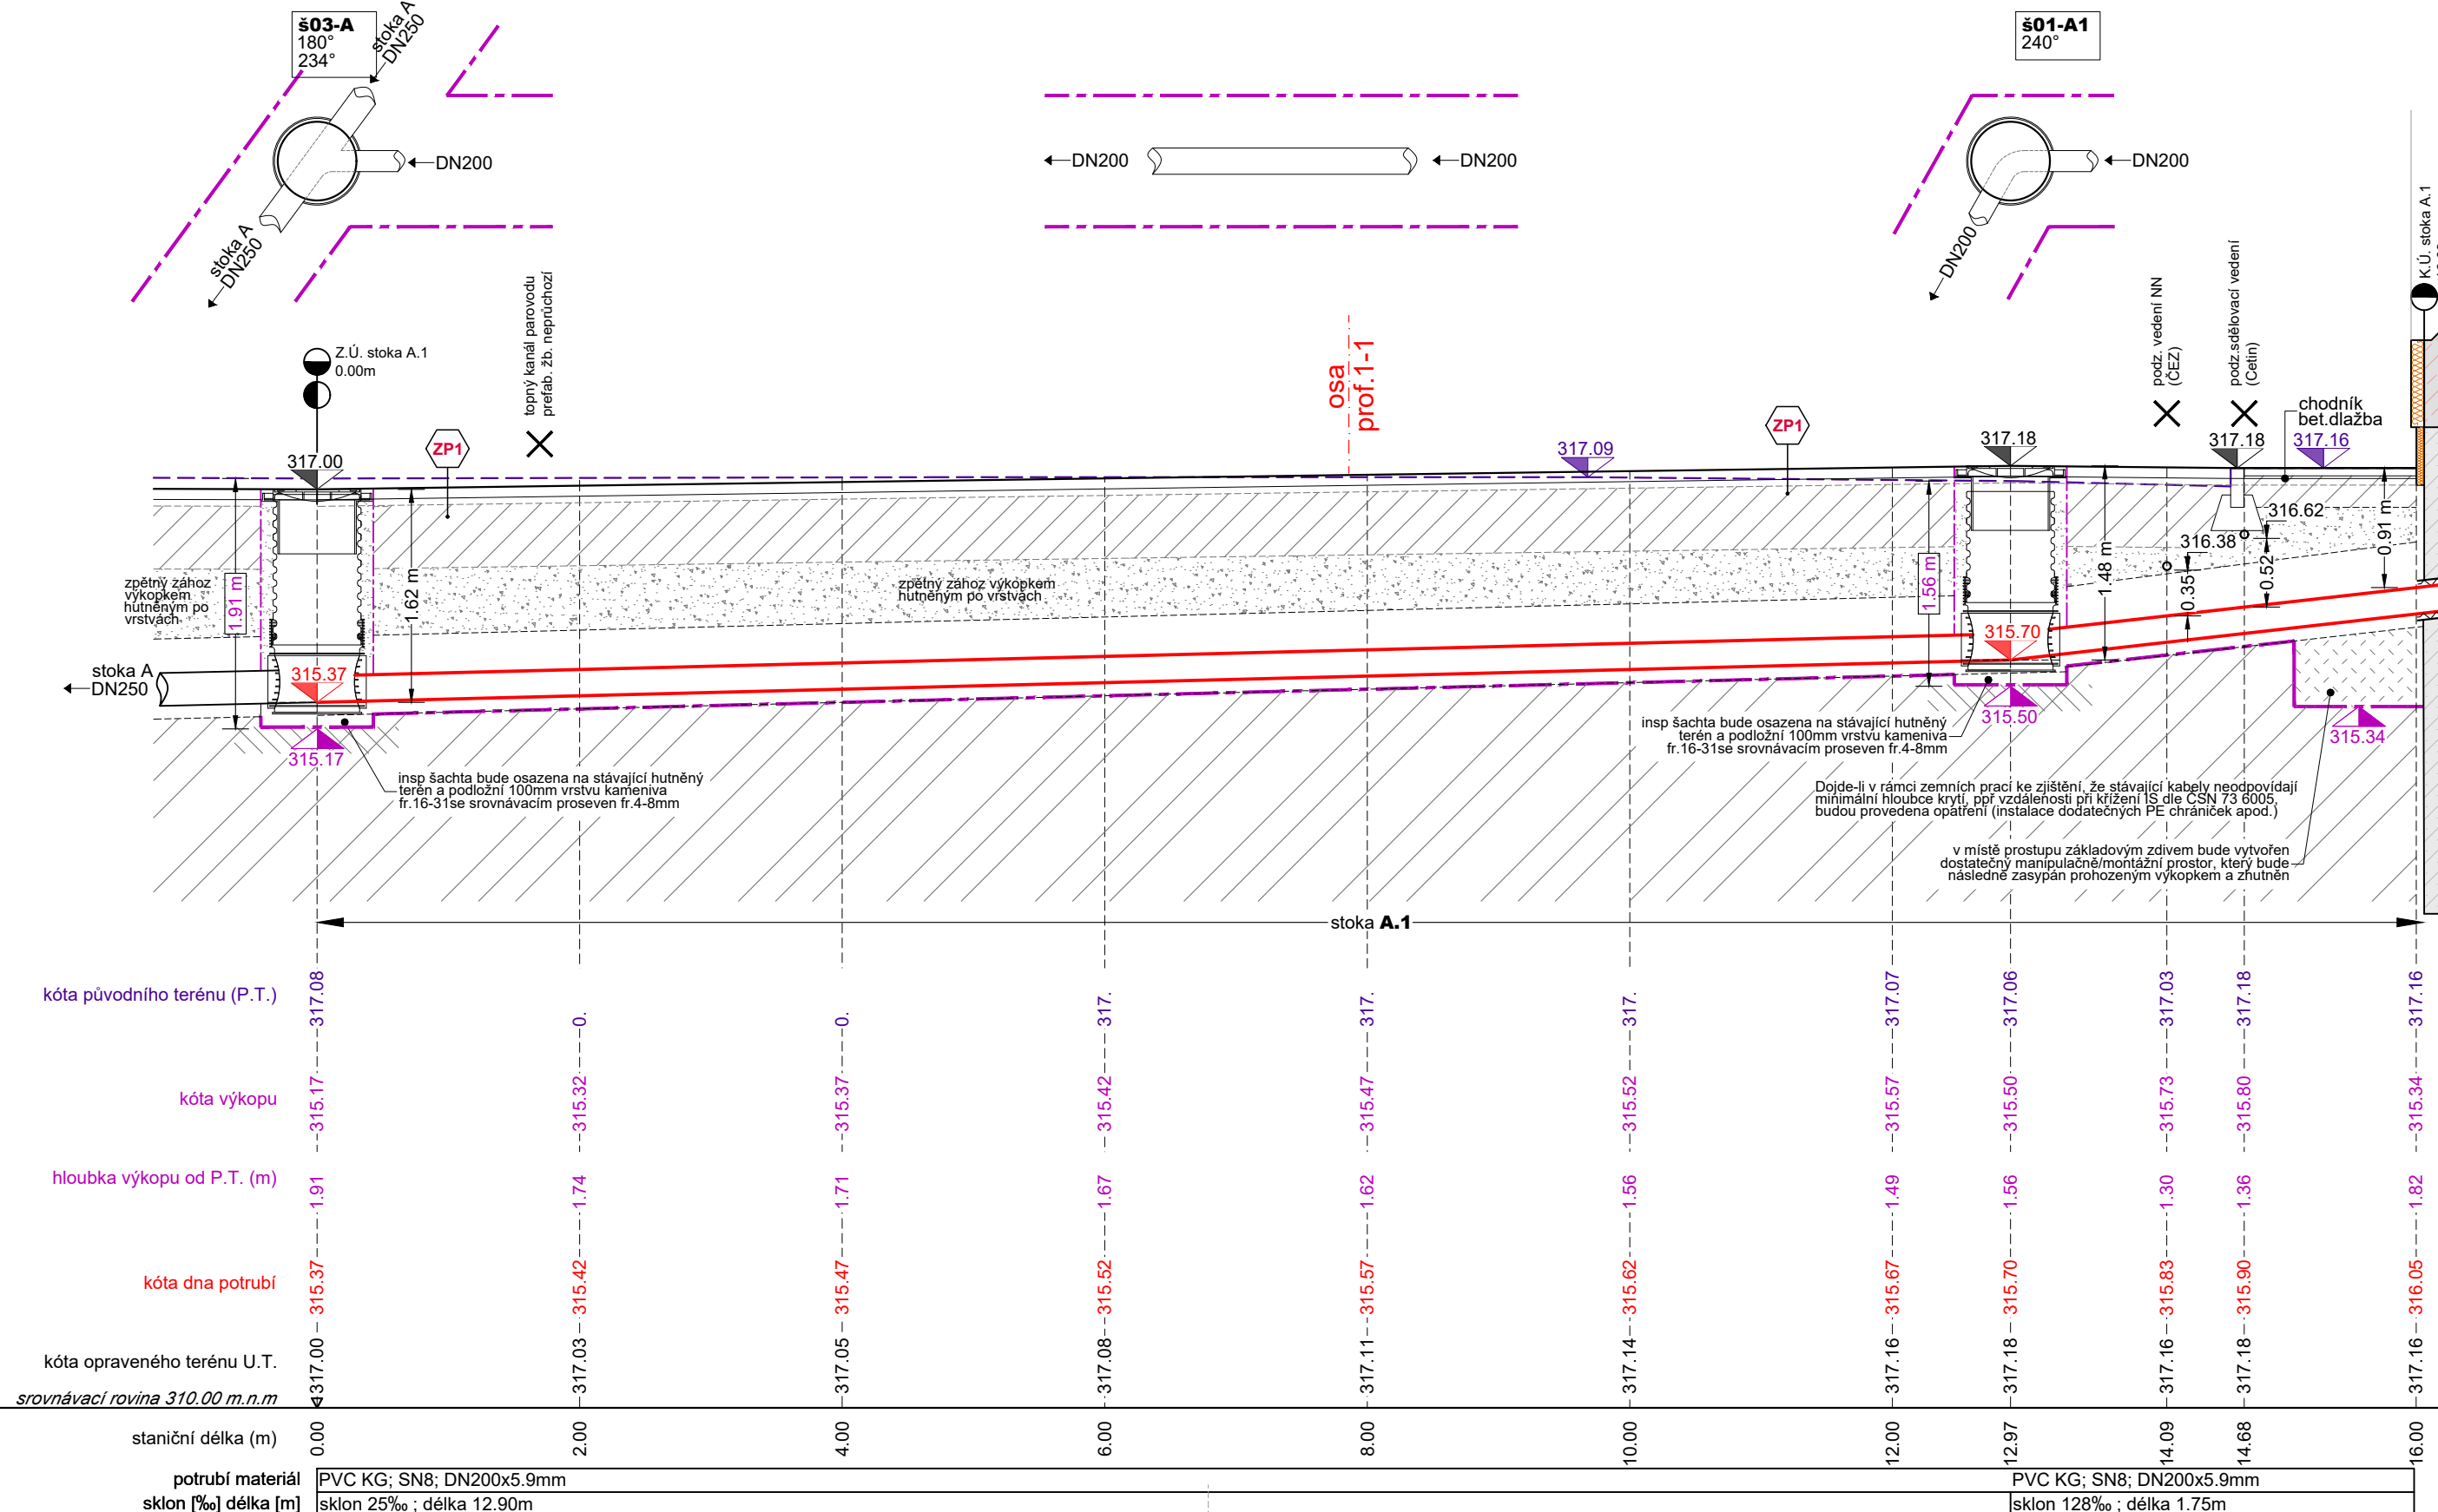 š03-A
180°
234°
stoka A
DN250
DN200
stoka A
DN250
DN200
DN200
š01-A1
240°
DN200
DN200
K.Ú. stoka A.1
Z.Ú. stoka A.1
0.00m
topný kanál parovodu
prefab. žb. neprůchozí
ZP1
osa
prof.1-1
ZP1
podz. vedení NN
(ČEZ)
podz.sdělovací vedení
(Cetin)
chodník
bet.dlažba
317.00
317.09
317.18
317.18
317.16
316.62
316.38
0.91 m
0.52
0.35
1.48 m
1.56 m
1.62 m
1.91 m
zpětný zához
výkopkem
hutněným po
vrstvách
zpětný zához výkopkem
hutněným po vrstvách
stoka A
DN250
315.37
315.17
315.70
315.50
315.34
insp šachta bude osazena na stávající hutněný
terén a podložní 100mm vrstvu kameniva
fr.16-31se srovnávacím proseven fr.4-8mm
insp šachta bude osazena na stávající hutněný
terén a podložní 100mm vrstvu kameniva
fr.16-31se srovnávacím proseven fr.4-8mm
Dojde-li v rámci zemních prací ke zjištění, že stávající kabely neodpovídají
minimální hloubce krytí, ppř vzdálenosti při křížení IS dle ČSN 73 6005,
budou provedena opatření (instalace dodatečných PE chrániček apod.)
v místě prostupu základovým zdivem bude vytvořen
dostatečný manipulačně/montážní prostor, který bude
následně zasypán prohozeným výkopkem a zhutněn
stoka A.1
kóta původního terénu (P.T.) 317.08 0. 0. 317. 317. 317. 317.07 317.06 317.03 317.18 317.16
kóta výkopu 315.17 315.32 315.37 315.42 315.47 315.52 315.57 315.50 315.73 315.80 315.34
hloubka výkopu od P.T. (m) 1.91 1.74 1.71 1.67 1.62 1.56 1.49 1.56 1.30 1.36 1.82
kóta dna potrubí 315.37 315.42 315.47 315.52 315.57 315.62 315.67 315.70 315.83 315.90 316.05
kóta opraveného terénu U.T. 317.00 317.03 317.05 317.08 317.11 317.14 317.16 317.18 317.16 317.18 317.16
srovnávací rovina 310.00 m.n.m
staniční délka (m) 0.00 2.00 4.00 6.00 8.00 10.00 12.00 12.97 14.09 14.68 16.00
potrubí materiál PVC KG; SN8; DN200x5.9mm PVC KG; SN8; DN200x5.9mm
sklon [‰] délka [m] sklon 25‰ ; délka 12.90m sklon 128‰ ; délka 1.75m